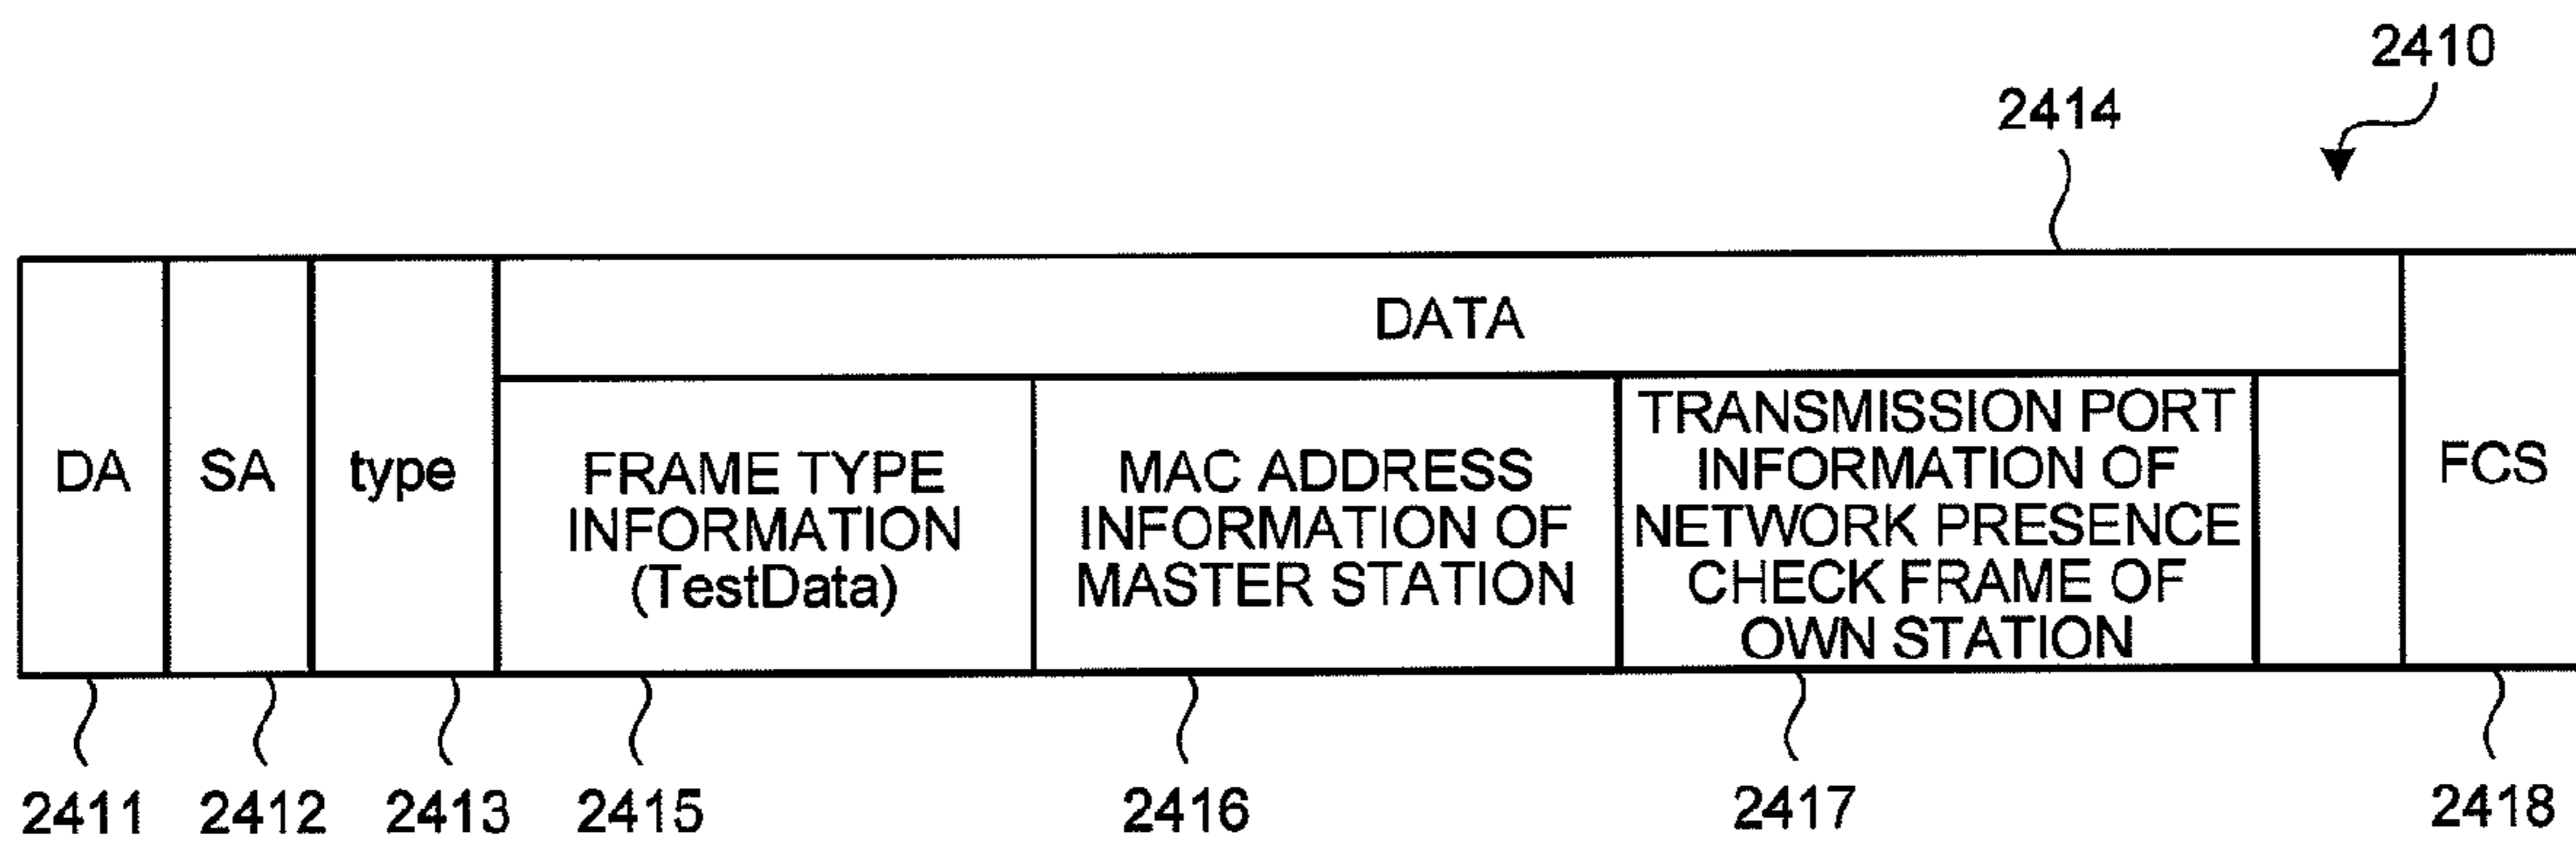 2410
2414
DATA
DA
SA
type
FRAME TYPE
INFORMATION
(TestData)
MAC ADDRESS
INFORMATION OF
MASTER STATION
TRANSMISSION PORT
INFORMATION OF
NETWORK PRESENCE
CHECK FRAME OF
OWN STATION
FCS
2411
2412
2413
2415
2416
2417
2418